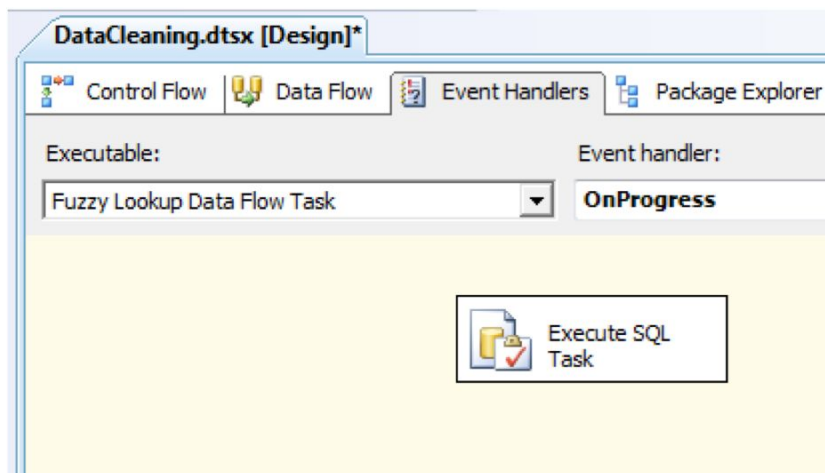 DataCleaning.dtsx [Design]*
Control Flow
Data Flow
Event Handlers
Package Explorer
Executable:
Event handler:
Fuzzy Lookup Data Flow Task
OnProgress
Execute SQL
Task